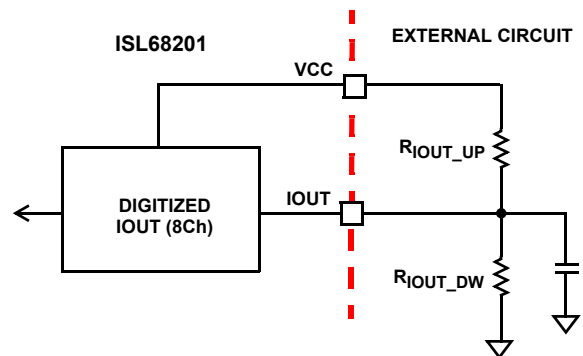 ISL68201
EXTERNAL CIRCUIT
VCC
RIOUT_UP
DIGITIZED
IOUT (8Ch)
IOUT
RIOUT_DW